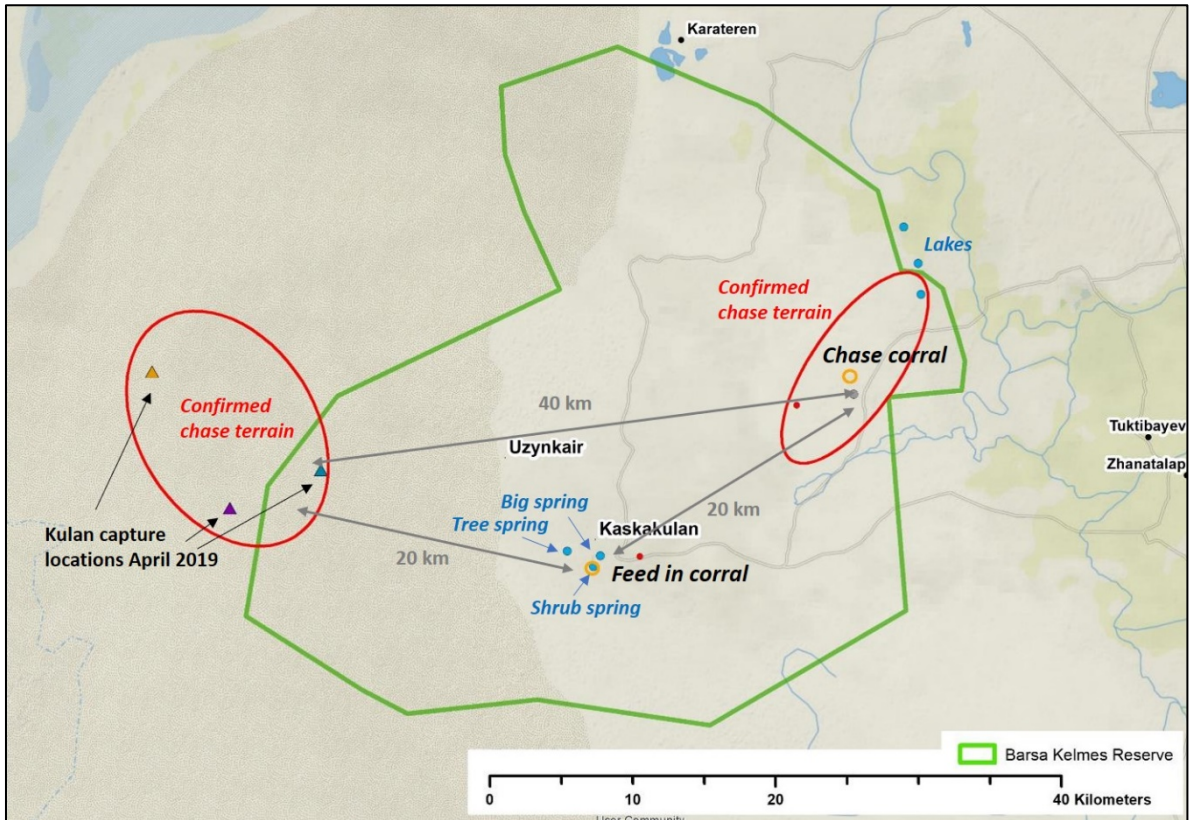 Karateren
Lakes
Confirmed
chase terrain
Chase corral
Confirmed
chase terrain
40 km
Uzynkair
Tuktibayev
Zhanatalap
Kulan capture
locations April 2019
Big spring
Tree spring
Kaskakulan
20 km
20 km
Feed in corral
Shrub spring
Barsa Kelmes Reserve
0 10 20 40 Kilometers
User Community